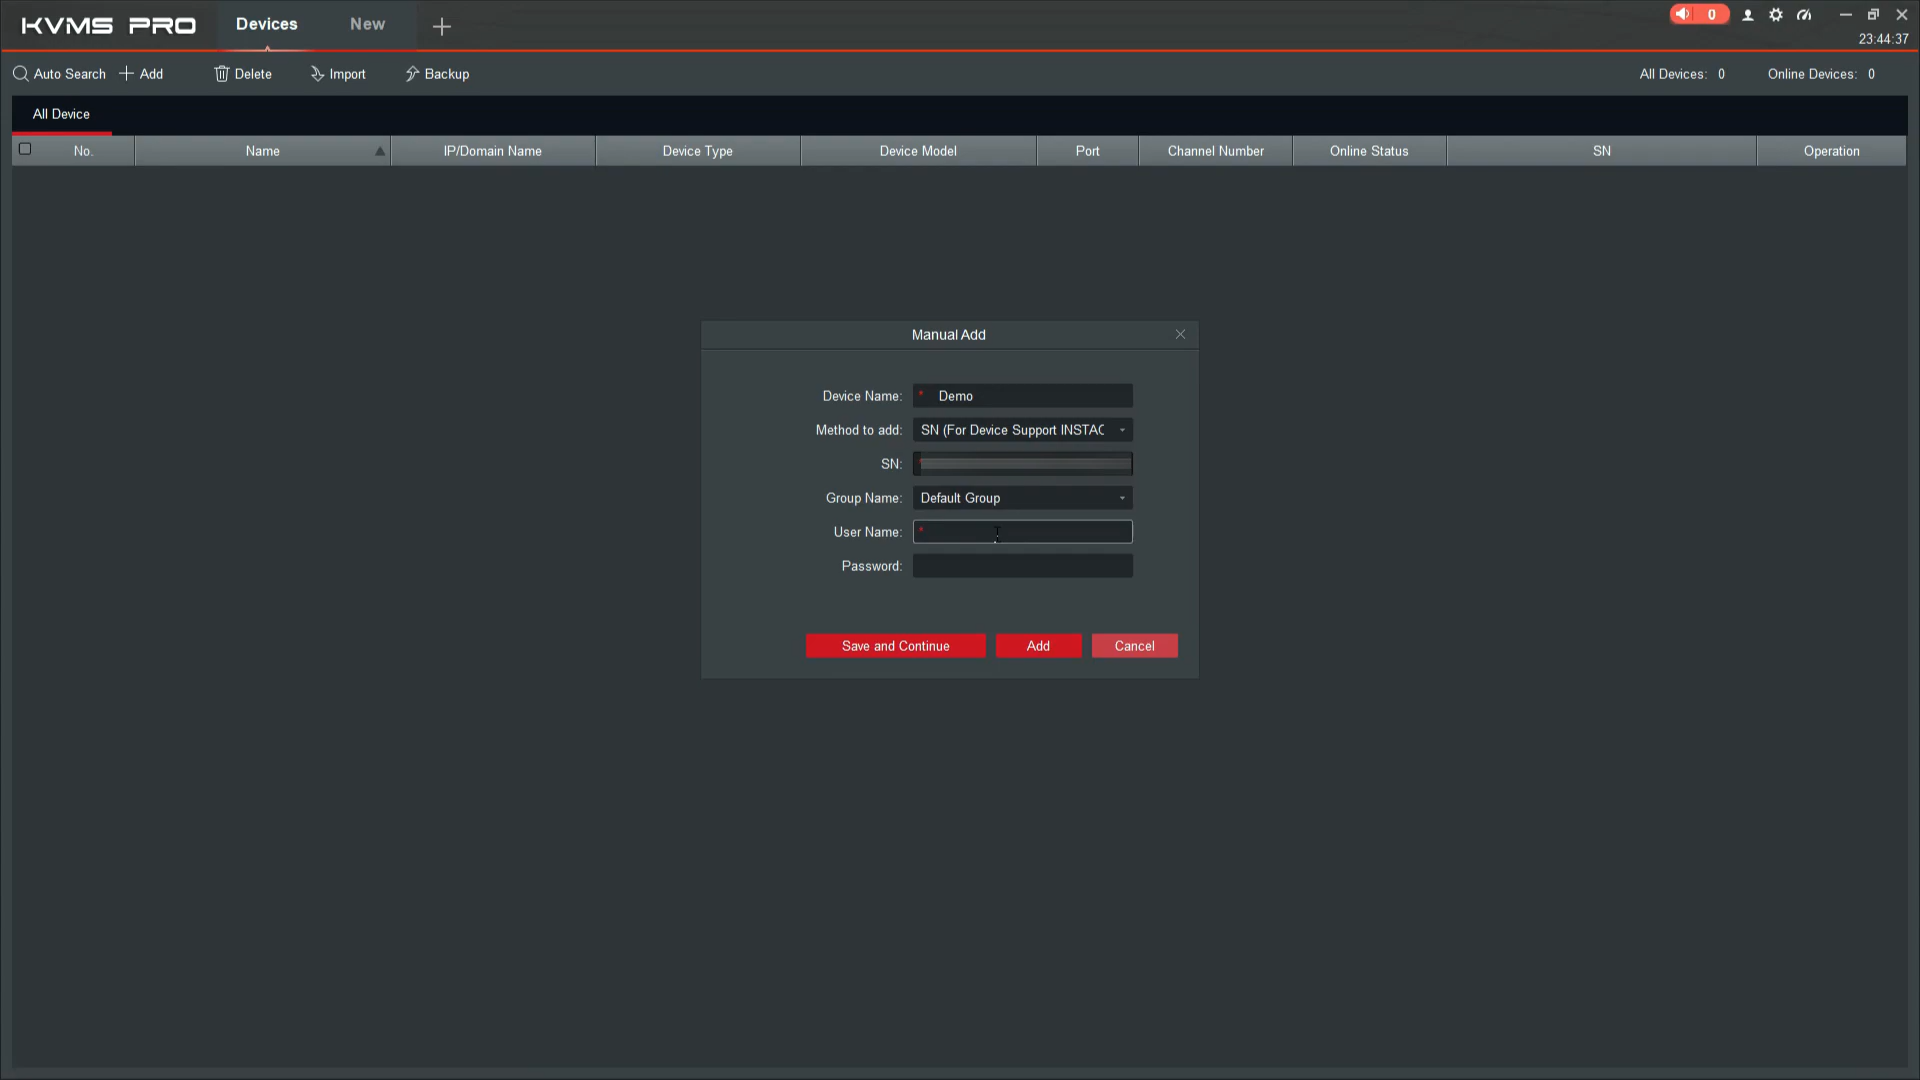 KVMS PRO Devices New 0
23:44:37
Auto Search Add Delete Import Backup All Devices: 0 Online Devices: 0
All Device
No. Name IP/Domain Name Device Type Device Model Port Channel Number Online Status SN Operation
Manual Add
Device Name: * Demo
Method to add: SN (For Device Support INSTAC
SN:
Group Name: Default Group
User Name: *
Password:
Save and Continue Add Cancel